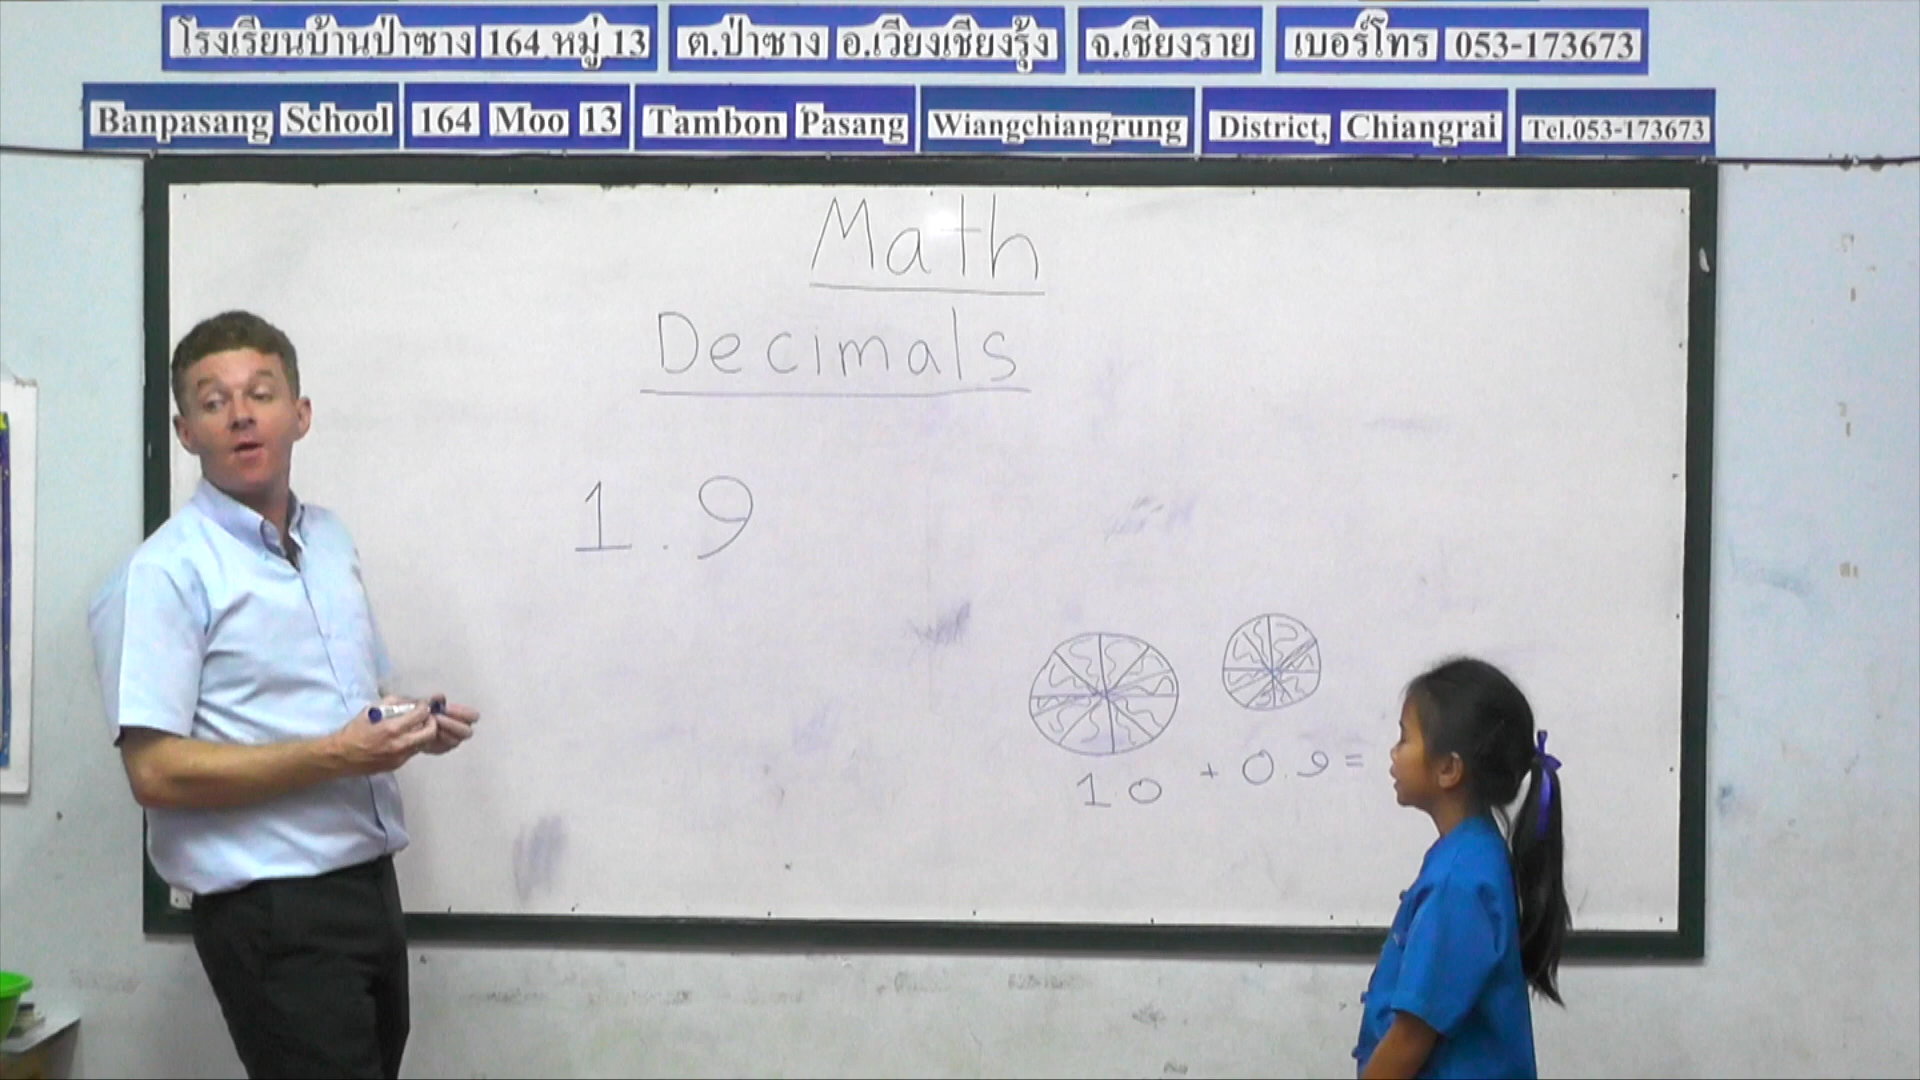 โรงเรียนบ้านป่าซาง 164 หมู่ 13 ต.ป่าซาง อ.เวียงเชียงรุ้ง จ.เชียงราย เบอร์โทร 053-173673
Banpasang School 164 Moo 13 Tambon Pasang Wiangchiangrung District, Chiangrai Tel.053-173673
Math
Decimals
1.9
1.0 + 0.9 =